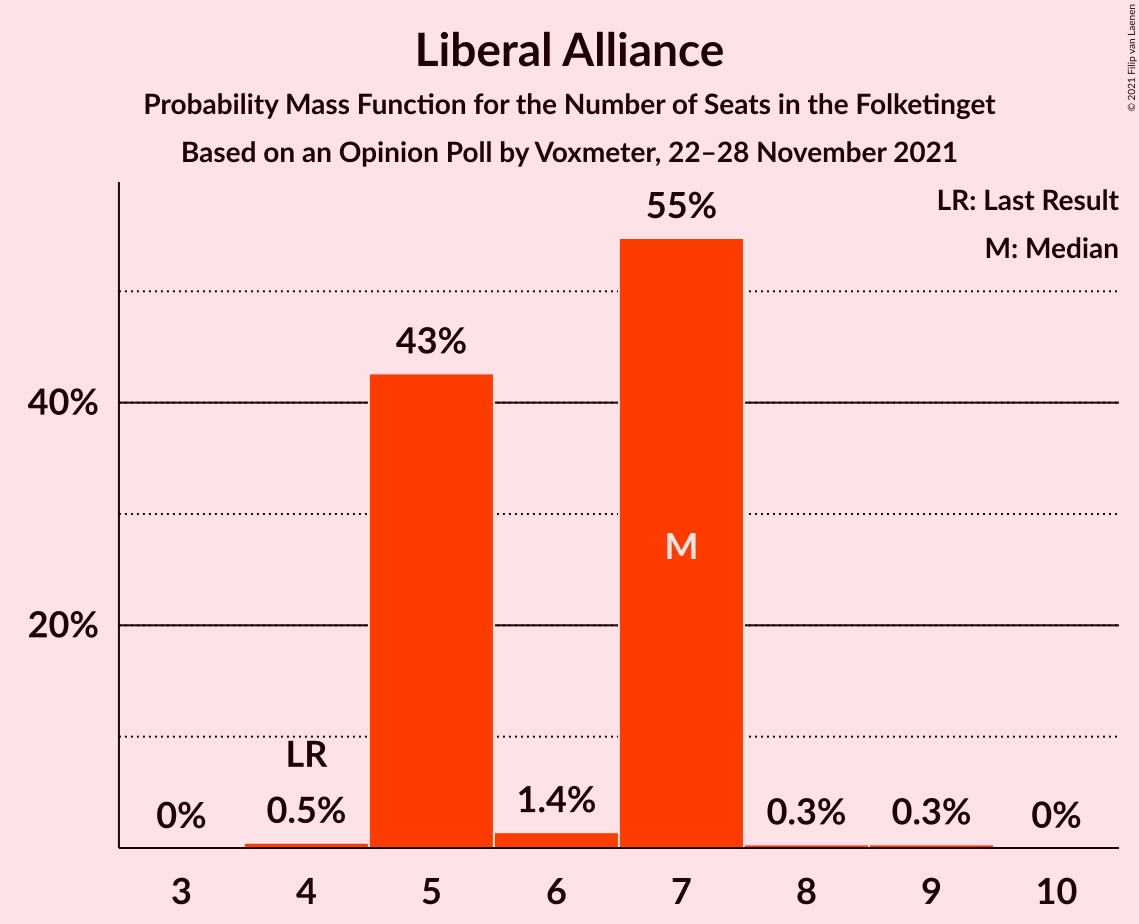 Liberal Alliance
Probability Mass Function for the Number of Seats in the Folketinget
Based on an Opinion Poll by Voxmeter, 22–28 November 2021
© 2021 Filip van Laenen
LR: Last Result
M: Median
55%
43%
40%
M
20%
LR
0%
0.5%
1.4%
0.3%
0.3%
0%
3 4 5 6 7 8 9 10